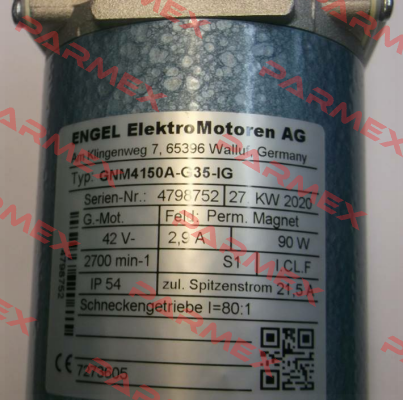 ENGEL ElektroMotoren AG
Am Klingenweg 7, 65396 Walluf, Germany
Typ: GNM4150A-G35-IG
Serien-Nr.: 4798752 27 KW 2020
G.-Mot. Feld: Perm. Magnet
42 V- 2,9 A 90 W
2700 min-1 S1 I.CL.F
IP 54 zul. Spitzenstrom 21,5 A
Schneckengetriebe I=80:1
CE 7273605
4798752
PARMEX
PARMEX
PARMEX
PARMEX
PARMEX